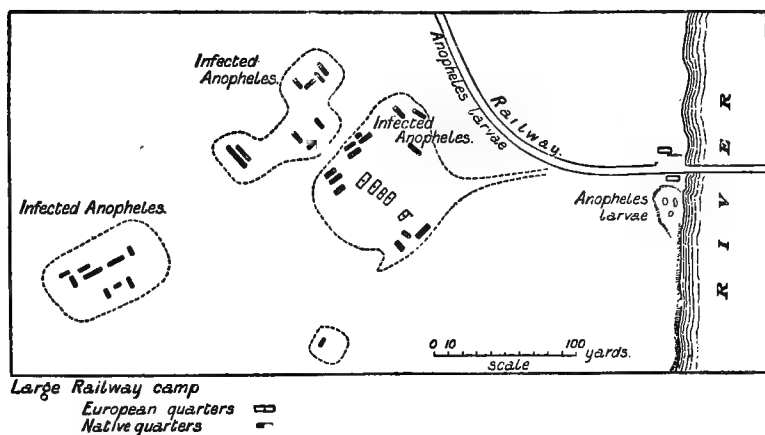 Infected
Anopheles.
Infected
Anopheles.
Infected Anopheles.
Anopheles larvae
Railway.
Anopheles
larvae
RIVER
0 10 100 yards.
scale
Large Railway camp
European quarters
Native quarters